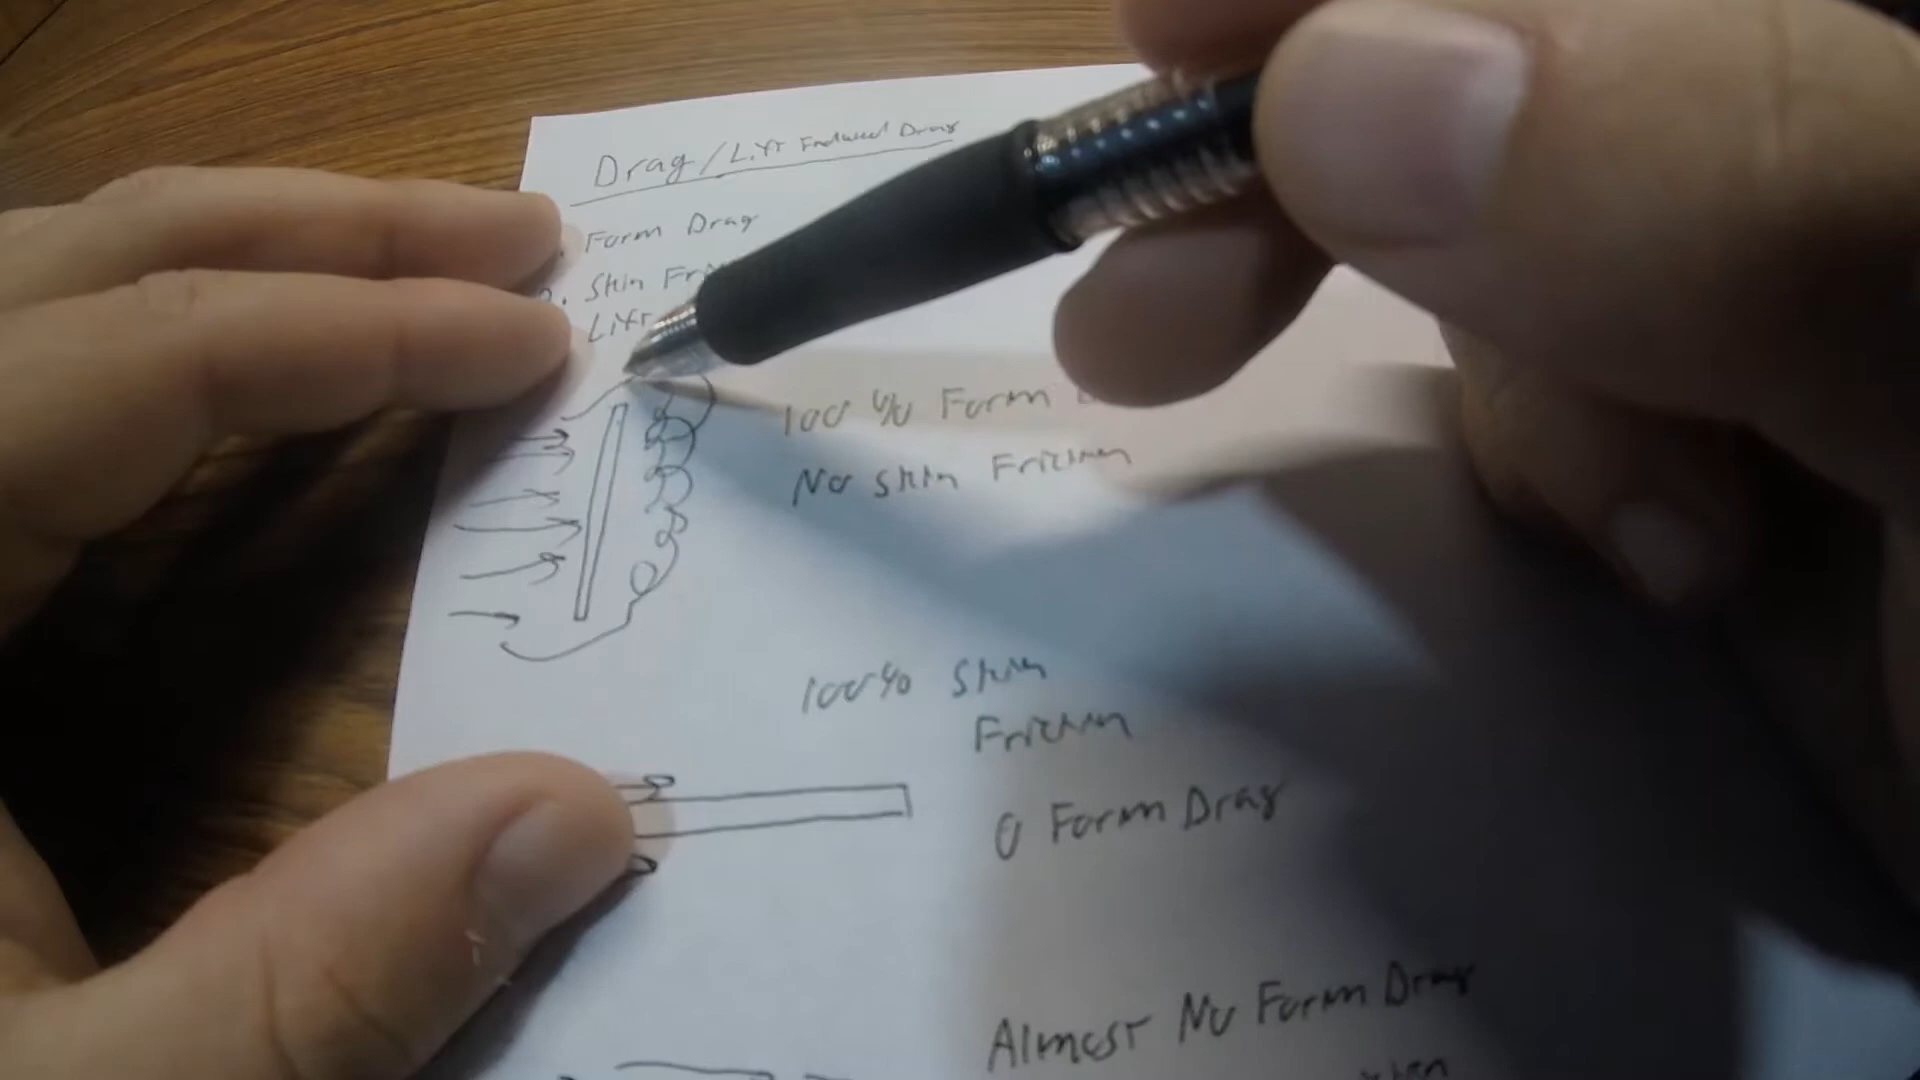 Drag / Lift Induced Drag
Form Drag
2. Skin Fri
Lift
100 % Form
No Skin Friction
100% Skin
Friction
0 Form Drag
Almost No Form Drag